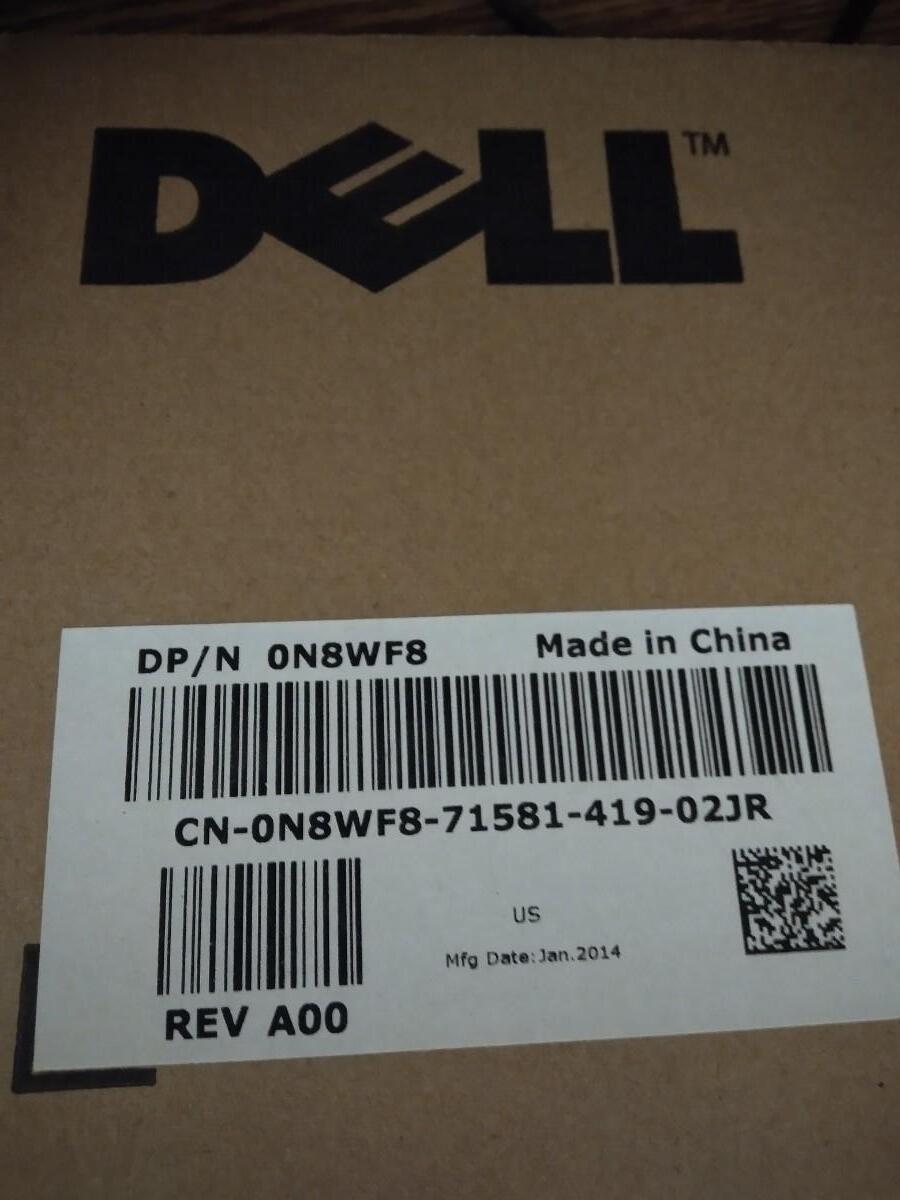 DELL™
DP/N 0N8WF8 Made in China
CN-0N8WF8-71581-419-02JR
US
Mfg Date:Jan.2014
REV A00